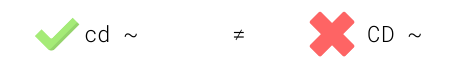 cd ~ ≠ CD ~